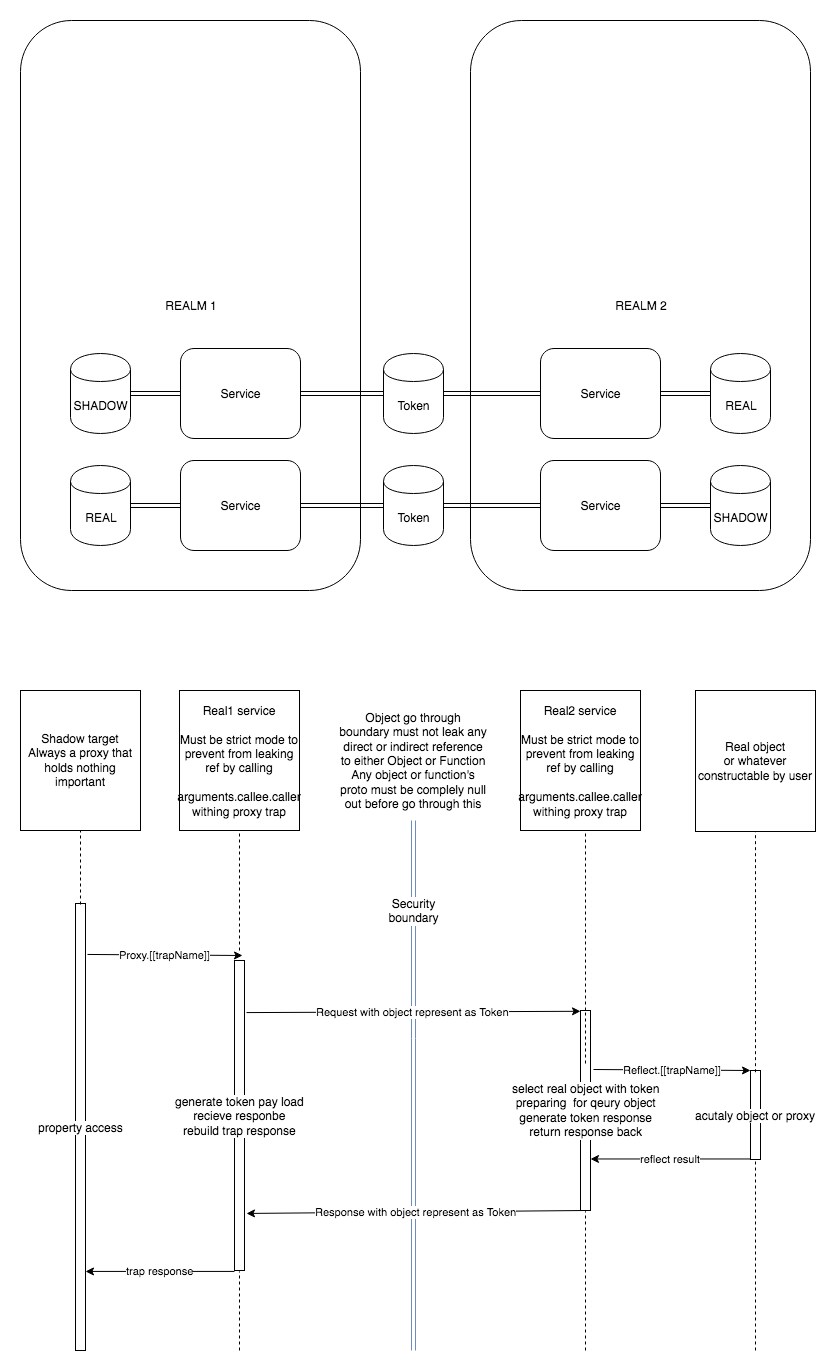 REALM 1
REALM 2
SHADOW
Service
Token
Service
REAL
REAL
Service
Token
Service
SHADOW
Shadow target
Always a proxy that
holds nothing
important
Real1 service
Must be strict mode to
prevent from leaking
ref by calling
arguments.callee.caller
withing proxy trap
Object go through
boundary must not leak any
direct or indirect reference
to either Object or Function
Any object or function's
proto must be complely null
out before go through this
Real2 service
Must be strict mode to
prevent from leaking
ref by calling
arguments.callee.caller
withing proxy trap
Real object
or whatever
constructable by user
Security
boundary
Proxy.[[trapName]]
Request with object represent as Token
Reflect.[[trapName]]
property access
generate token pay load
recieve responbe
rebuild trap response
select real object with token
preparing  for qeury object
generate token response
return response back
acutaly object or proxy
reflect result
Response with object represent as Token
trap response